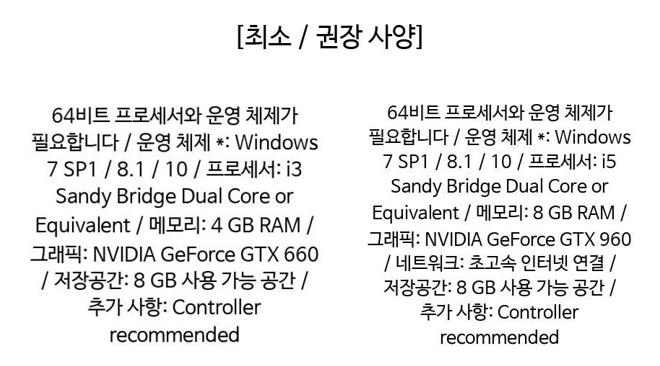 [최소 / 권장 사양]
64비트 프로세서와 운영 체제가
필요합니다 / 운영 체제 *: Windows
7 SP1 / 8.1 / 10 / 프로세서: i3
Sandy Bridge Dual Core or
Equivalent / 메모리: 4 GB RAM /
그래픽: NVIDIA GeForce GTX 660
/ 저장공간: 8 GB 사용 가능 공간 /
추가 사항: Controller
recommended
64비트 프로세서와 운영 체제가
필요합니다 / 운영 체제 *: Windows
7 SP1 / 8.1 / 10 / 프로세서: i5
Sandy Bridge Dual Core or
Equivalent / 메모리: 8 GB RAM /
그래픽: NVIDIA GeForce GTX 960
/ 네트워크: 초고속 인터넷 연결 /
저장공간: 8 GB 사용 가능 공간 /
추가 사항: Controller
recommended